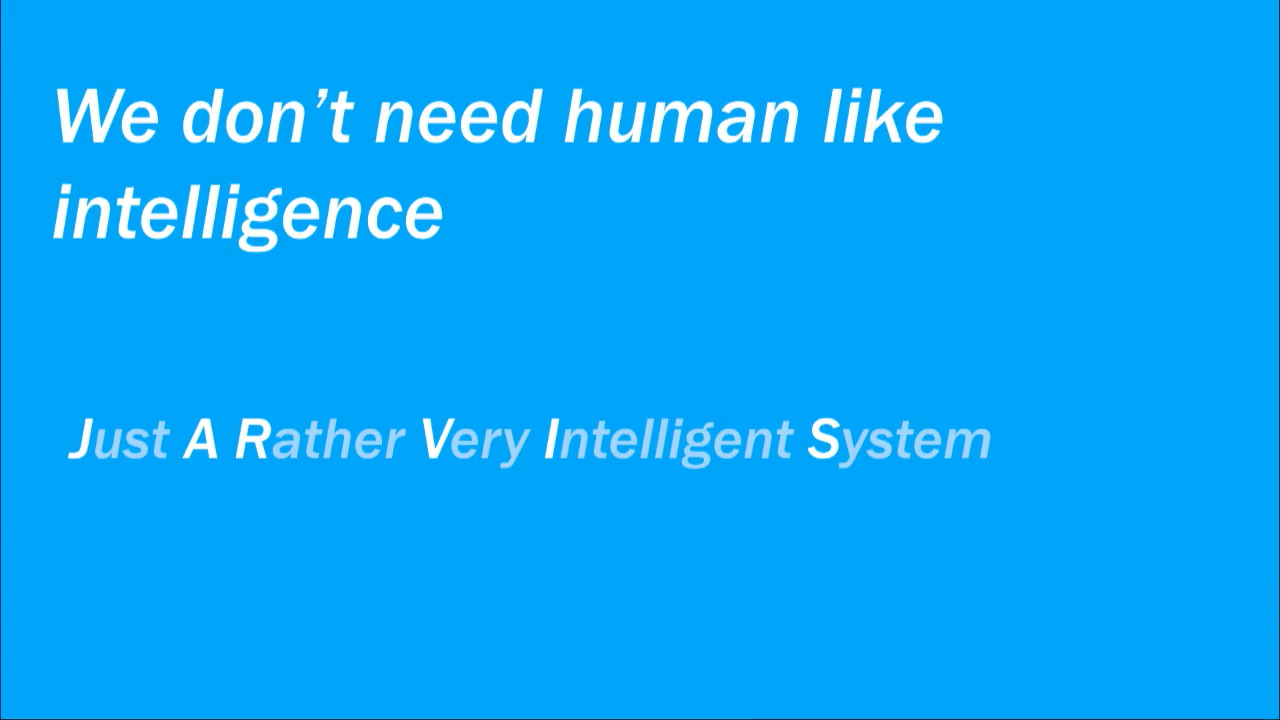 We don’t need human like
intelligence
Just A Rather Very Intelligent System